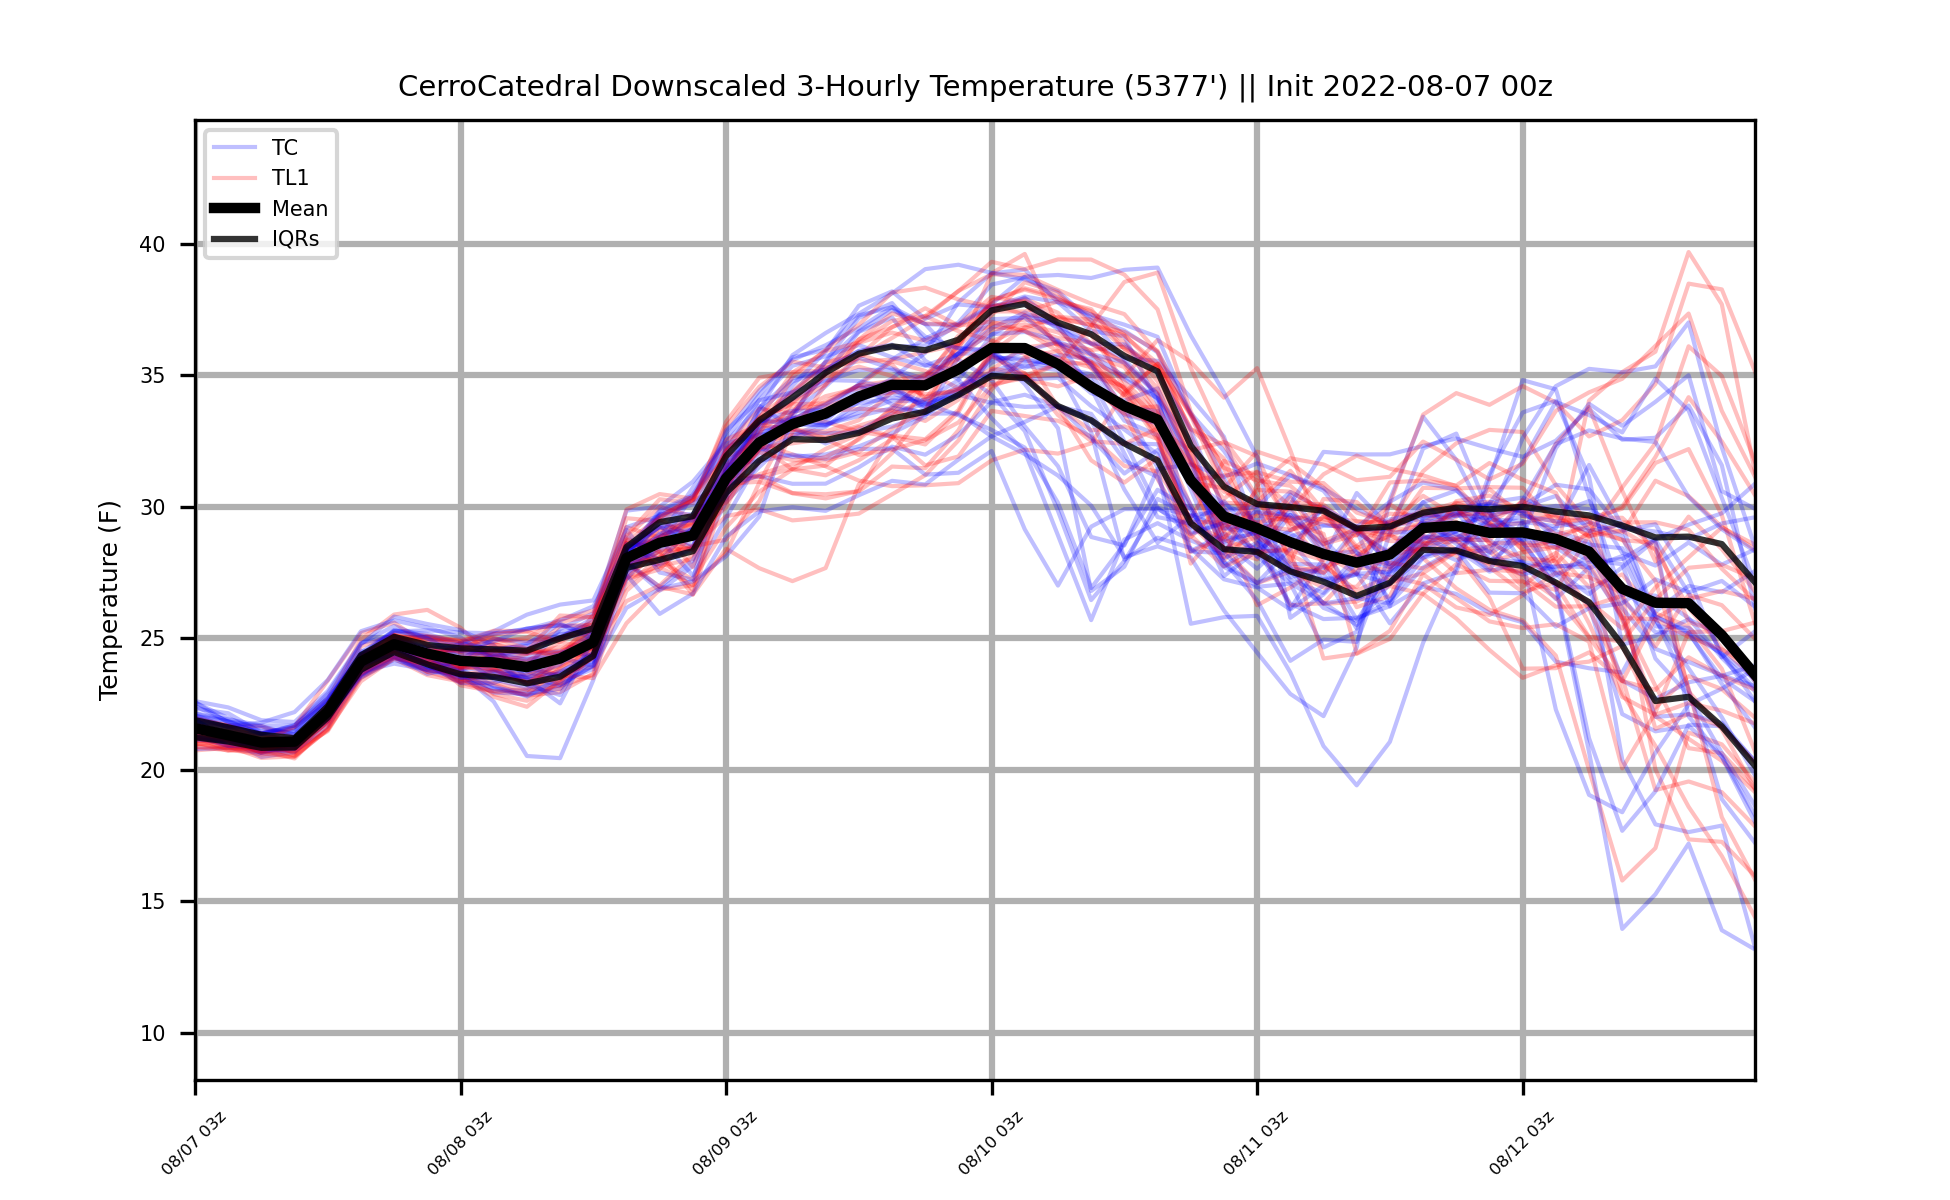 CerroCatedral Downscaled 3-Hourly Temperature (5377') || Init 2022-08-07 00z
TC
TL1
Mean
IQRs
Temperature (F)
40
35
30
25
20
15
10
08/07 03z
08/08 03z
08/09 03z
08/10 03z
08/11 03z
08/12 03z